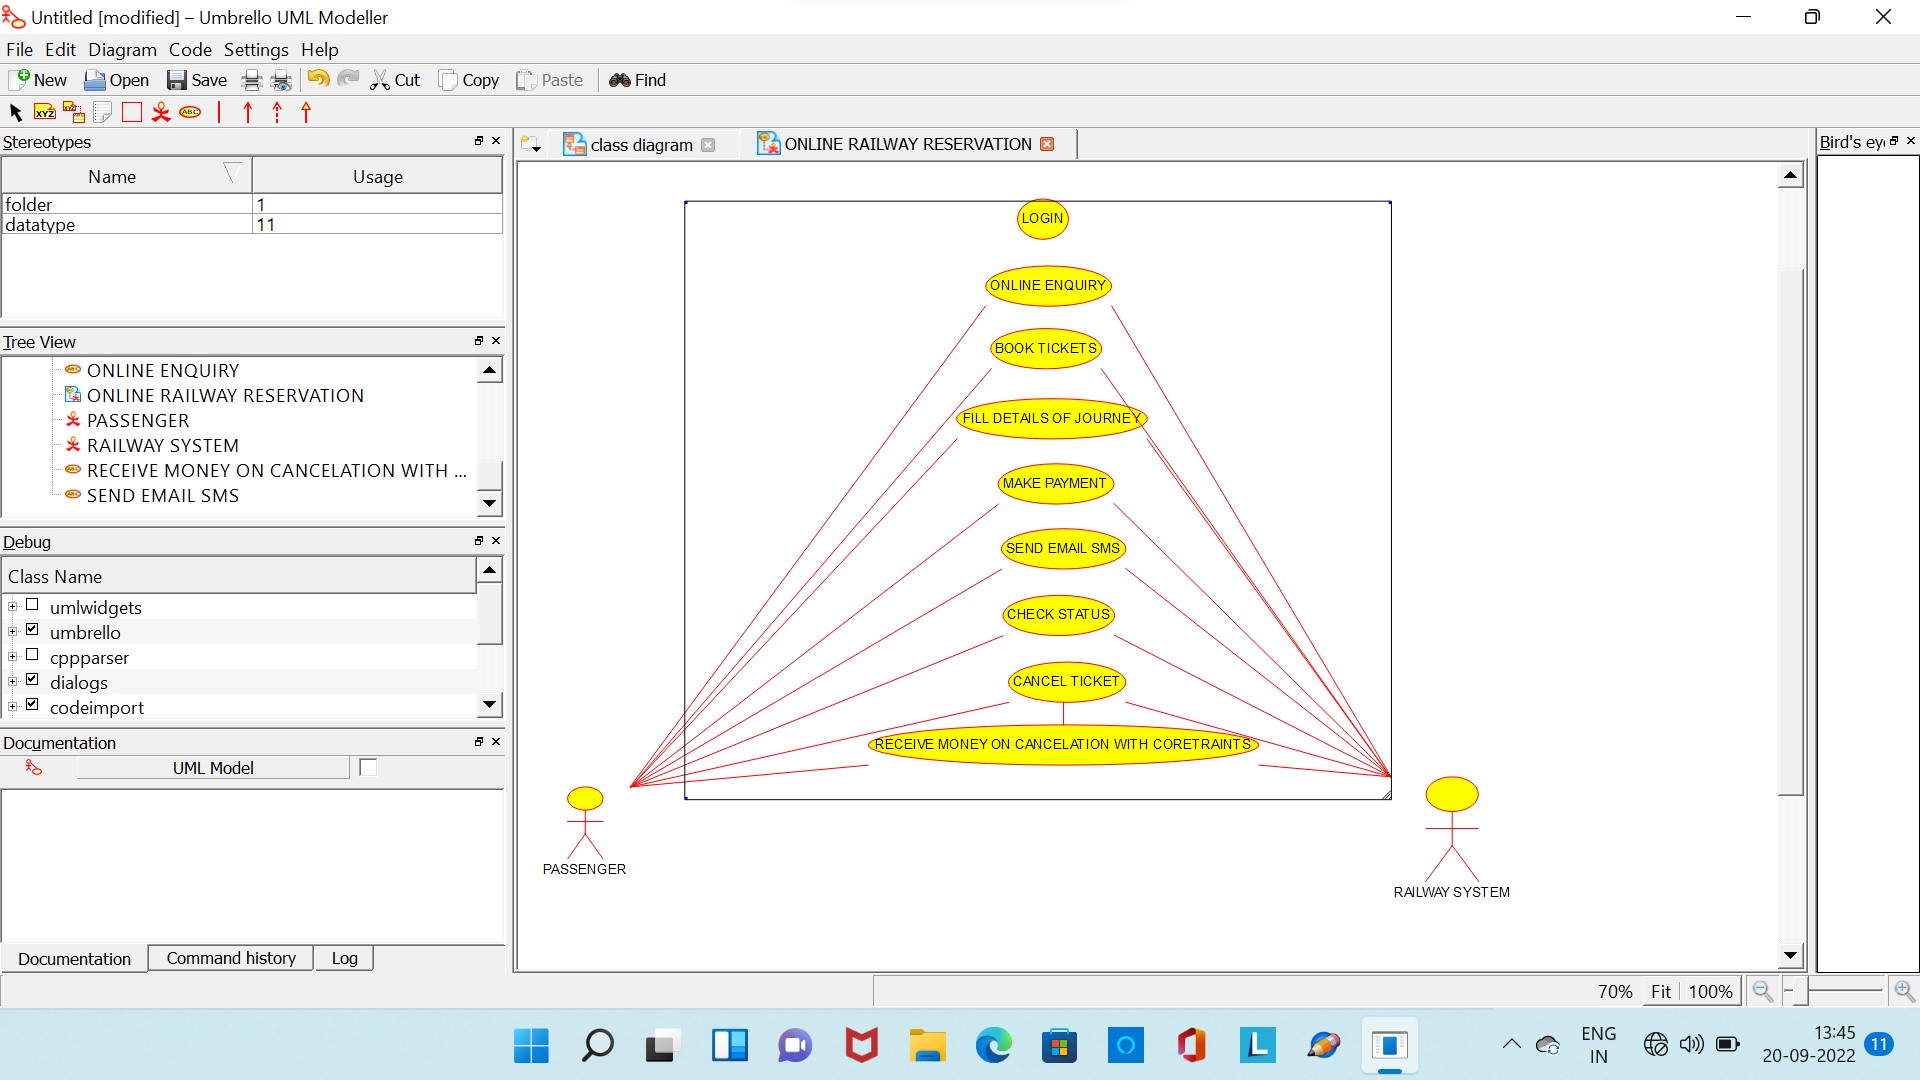 Untitled [modified] – Umbrello UML Modeller
File Edit Diagram Code Settings Help
New Open Save Cut Copy Paste Find
XYZ XYZ ABC
Stereotypes
Name Usage
folder 1
datatype 11
Tree View
ONLINE ENQUIRY
ONLINE RAILWAY RESERVATION
PASSENGER
RAILWAY SYSTEM
RECEIVE MONEY ON CANCELATION WITH ...
SEND EMAIL SMS
Debug
Class Name
umlwidgets
umbrello
cppparser
dialogs
codeimport
Documentation
UML Model
Documentation Command history Log
class diagram ONLINE RAILWAY RESERVATION
LOGIN
ONLINE ENQUIRY
BOOK TICKETS
FILL DETAILS OF JOURNEY
MAKE PAYMENT
SEND EMAIL SMS
CHECK STATUS
CANCEL TICKET
RECEIVE MONEY ON CANCELATION WITH CORETRAINTS
PASSENGER
RAILWAY SYSTEM
Bird's ey
70% Fit 100%
L
ENG
IN
13:45
20-09-2022
11